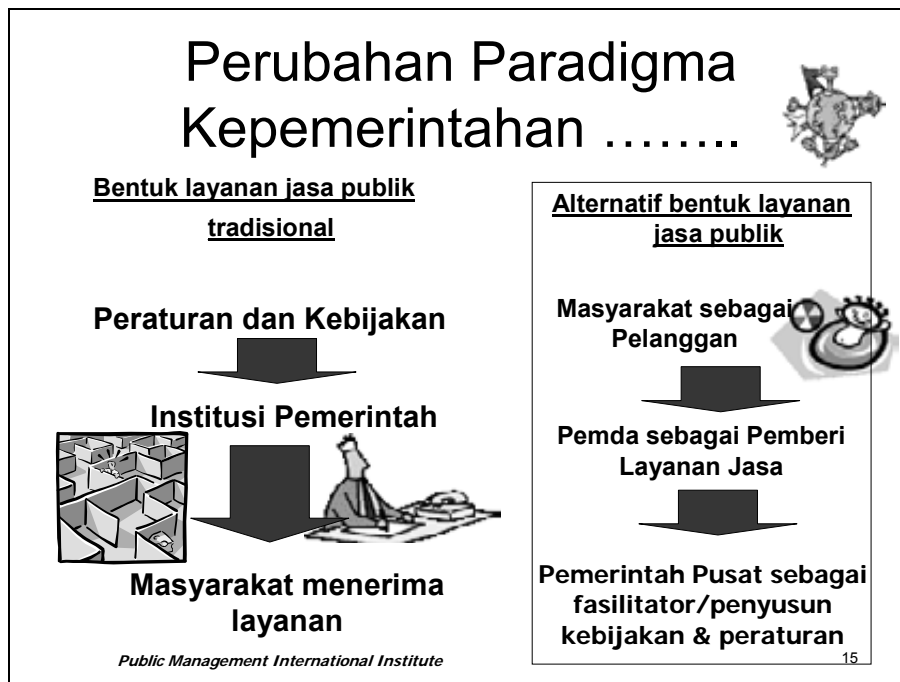 Perubahan Paradigma
Kepemerintahan ……..
Bentuk layanan jasa publik
tradisional
Peraturan dan Kebijakan
Institusi Pemerintah
Masyarakat menerima
layanan
Alternatif bentuk layanan
jasa publik
Masyarakat sebagai
Pelanggan
Pemda sebagai Pemberi
Layanan Jasa
Pemerintah Pusat sebagai
fasilitator/penyusun
kebijakan & peraturan
Public Management International Institute
15